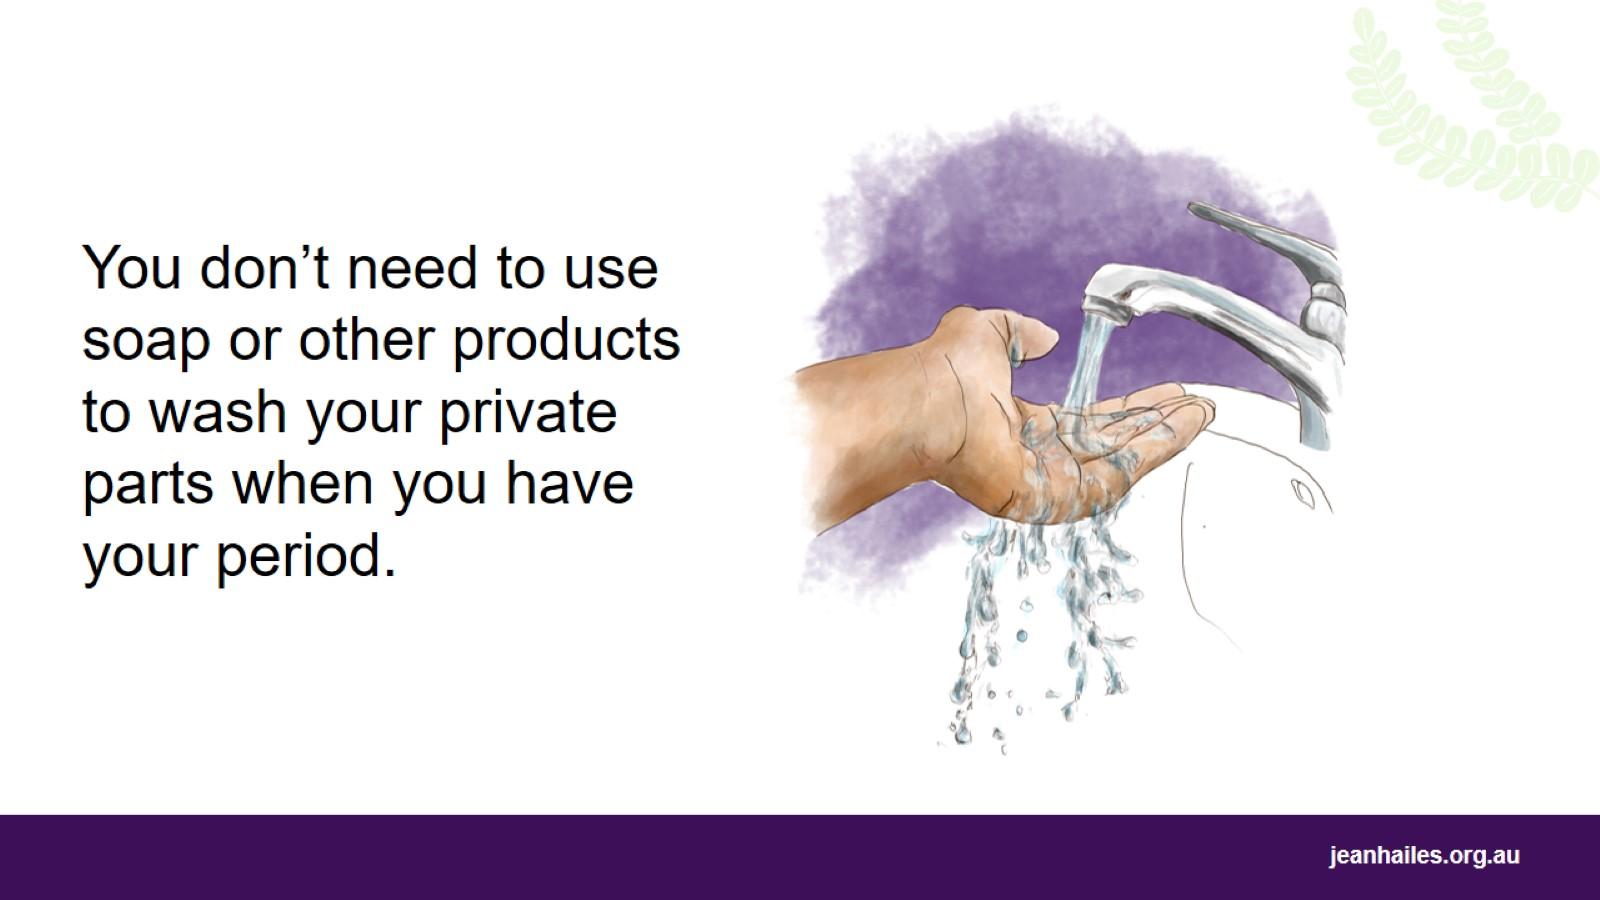 You don’t need to use
soap or other products
to wash your private
parts when you have
your period.
jeanhailes.org.au